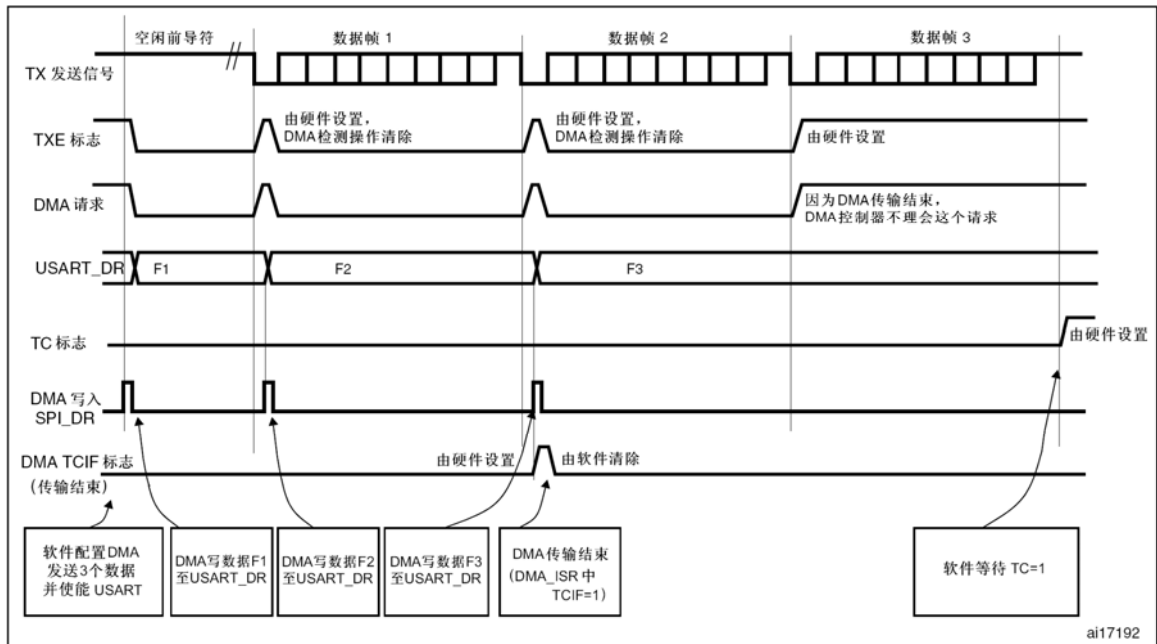 空闲前导符
数据帧 1
数据帧 2
数据帧 3
TX 发送信号
由硬件设置,
DMA检测操作清除
由硬件设置,
DMA检测操作清除
TXE 标志
由硬件设置
DMA 请求
因为DMA传输结束,
DMA控制器不理会这个请求
USART_DR
F1
F2
F3
TC 标志
由硬件设置
DMA 写入
SPI_DR
DMA TCIF 标志
(传输结束)
由硬件设置
由软件清除
软件配置DMA
发送3个数据
并使能 USART
DMA写数据F1
至USART_DR
DMA写数据F2
至USART_DR
DMA写数据F3
至USART_DR
DMA传输结束
(DMA_ISR 中
TCIF=1)
软件等待 TC=1
ai17192